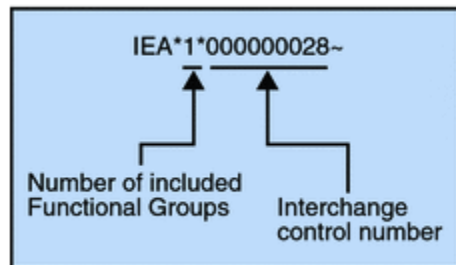 IEA*1*000000028~
Number of included
Functional Groups
Interchange
control number